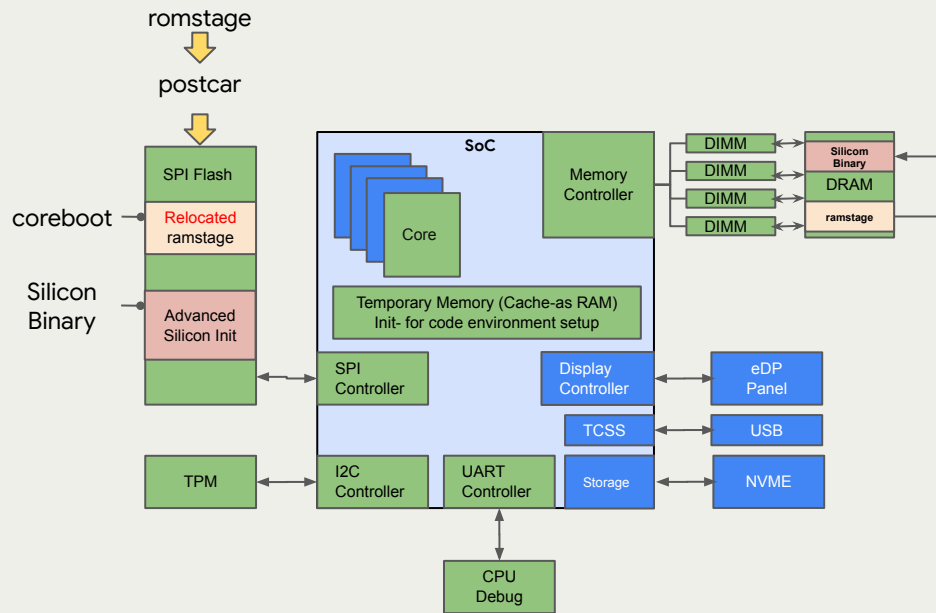 romstage
postcar
SPI Flash
coreboot
Relocated
ramstage
Silicon
Binary
Advanced
Silicon Init
SoC
Core
Memory
Controller
DIMM
DIMM
DIMM
DIMM
Silicom
Binary
DRAM
ramstage
Temporary Memory (Cache-as RAM)
Init- for code environment setup
SPI
Controller
Display
Controller
eDP
Panel
TCSS
USB
TPM
I2C
Controller
UART
Controller
Storage
NVME
CPU
Debug